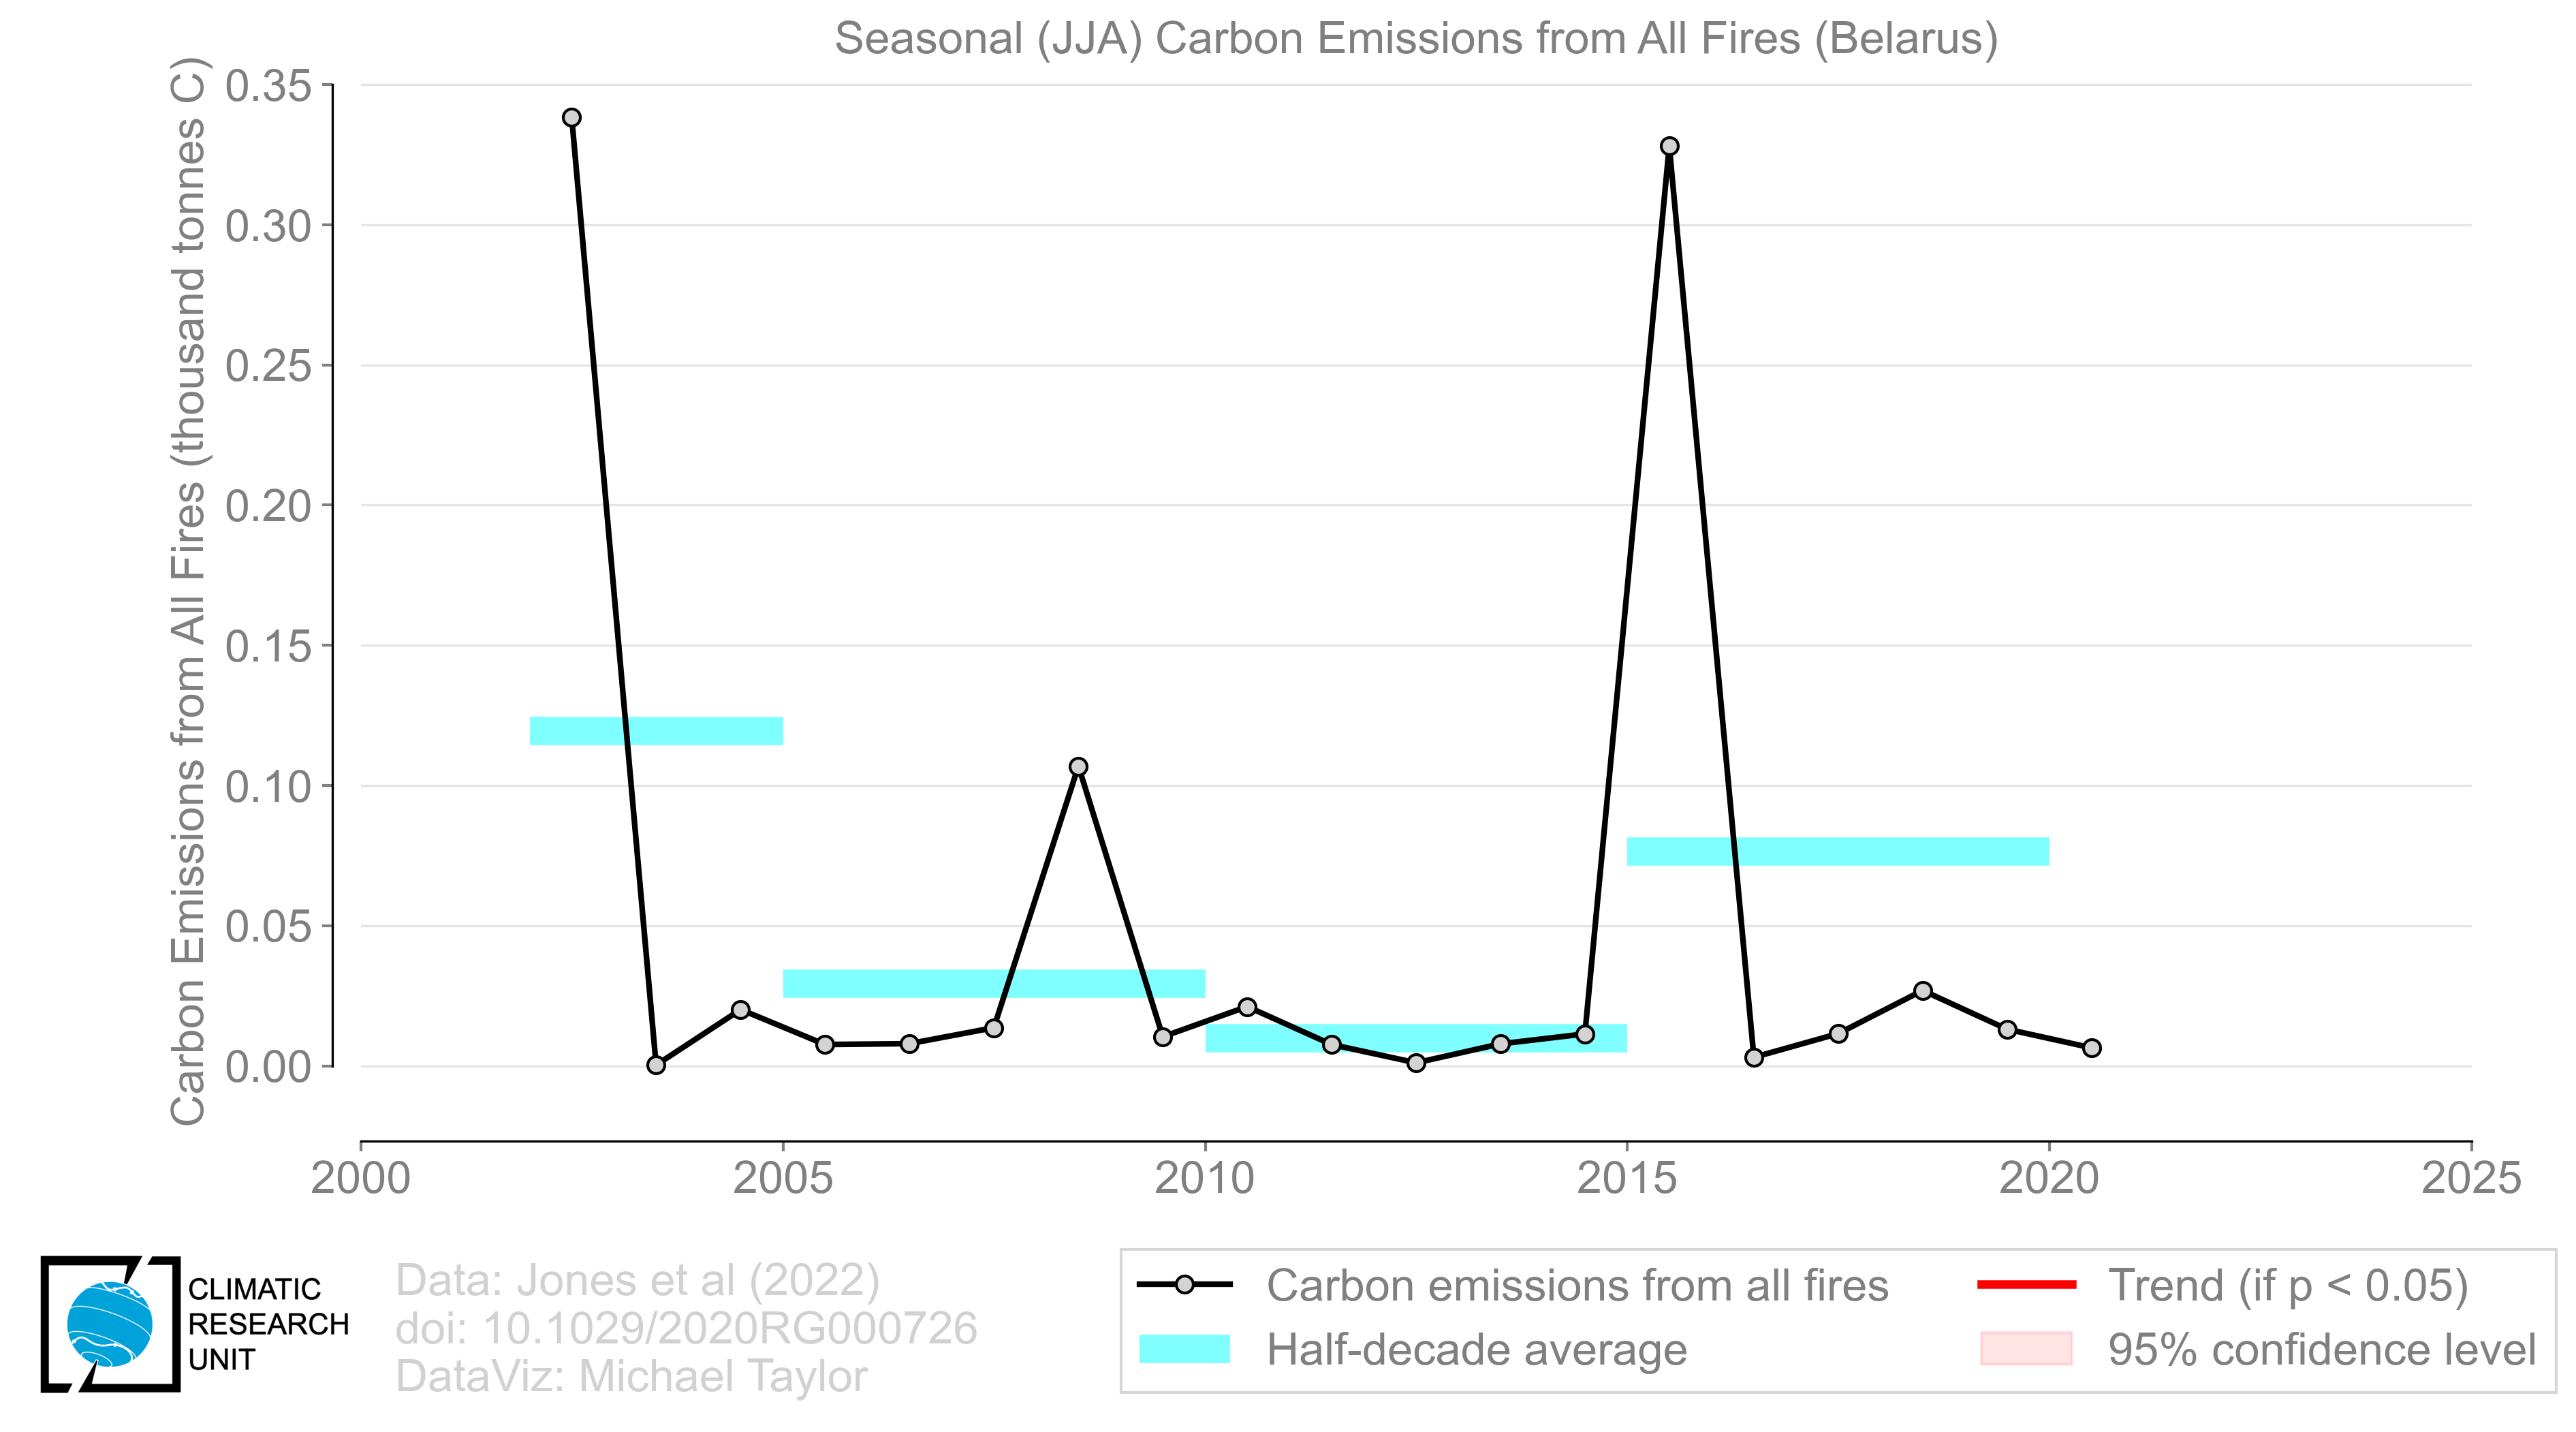 Seasonal (JJA) Carbon Emissions from All Fires (Belarus)
Carbon Emissions from All Fires (thousand tonnes C)
0.35
0.30
0.25
0.20
0.15
0.10
0.05
0.00
2000
2005
2010
2015
2020
2025
CLIMATIC
RESEARCH
UNIT
Data: Jones et al (2022)
doi: 10.1029/2020RG000726
DataViz: Michael Taylor
Carbon emissions from all fires
Half-decade average
Trend (if p < 0.05)
95% confidence level